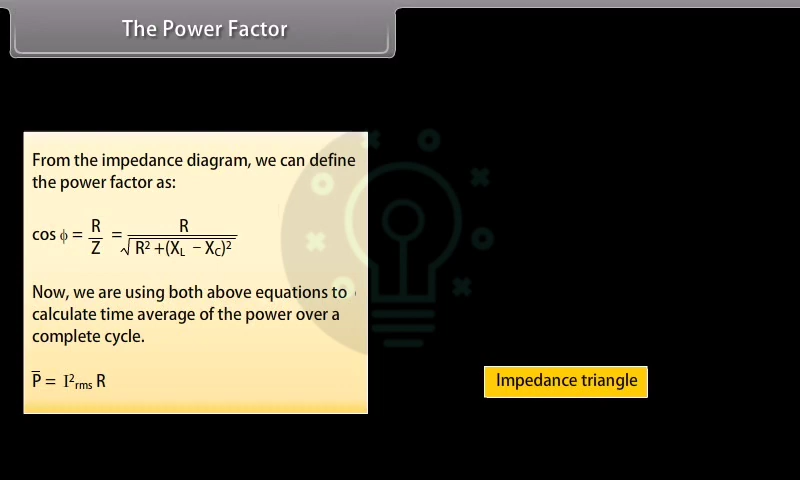 The Power Factor
From the impedance diagram, we can define
the power factor as:
cos ϕ = R/Z = R/√(R² +(X_L − X_C)²)
Now, we are using both above equations to
calculate time average of the power over a
complete cycle.
P̅ = I²rms R
Impedance triangle